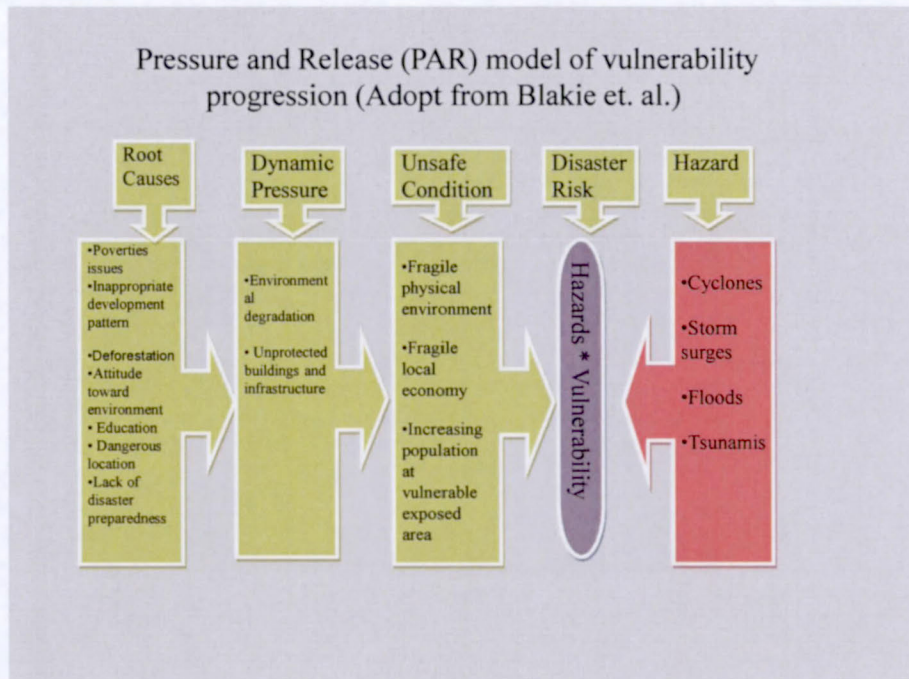 Pressure and Release (PAR) model of vulnerability
progression (Adopt from Blakie et. al.)
Root
Causes
Dynamic
Pressure
Unsafe
Condition
Disaster
Risk
Hazard
•Poverties
issues
•Inappropriate
development
pattern
•Deforestation
•Attitude
toward
environment
• Education
• Dangerous
location
•Lack of
disaster
preparedness
•Environment
al
degradation
• Unprotected
buildings and
infrastructure
•Fragile
physical
environment
•Fragile
local
economy
•Increasing
population
at
vulnerable
exposed
area
Hazards * Vulnerability
•Cyclones
•Storm
surges
•Floods
•Tsunamis